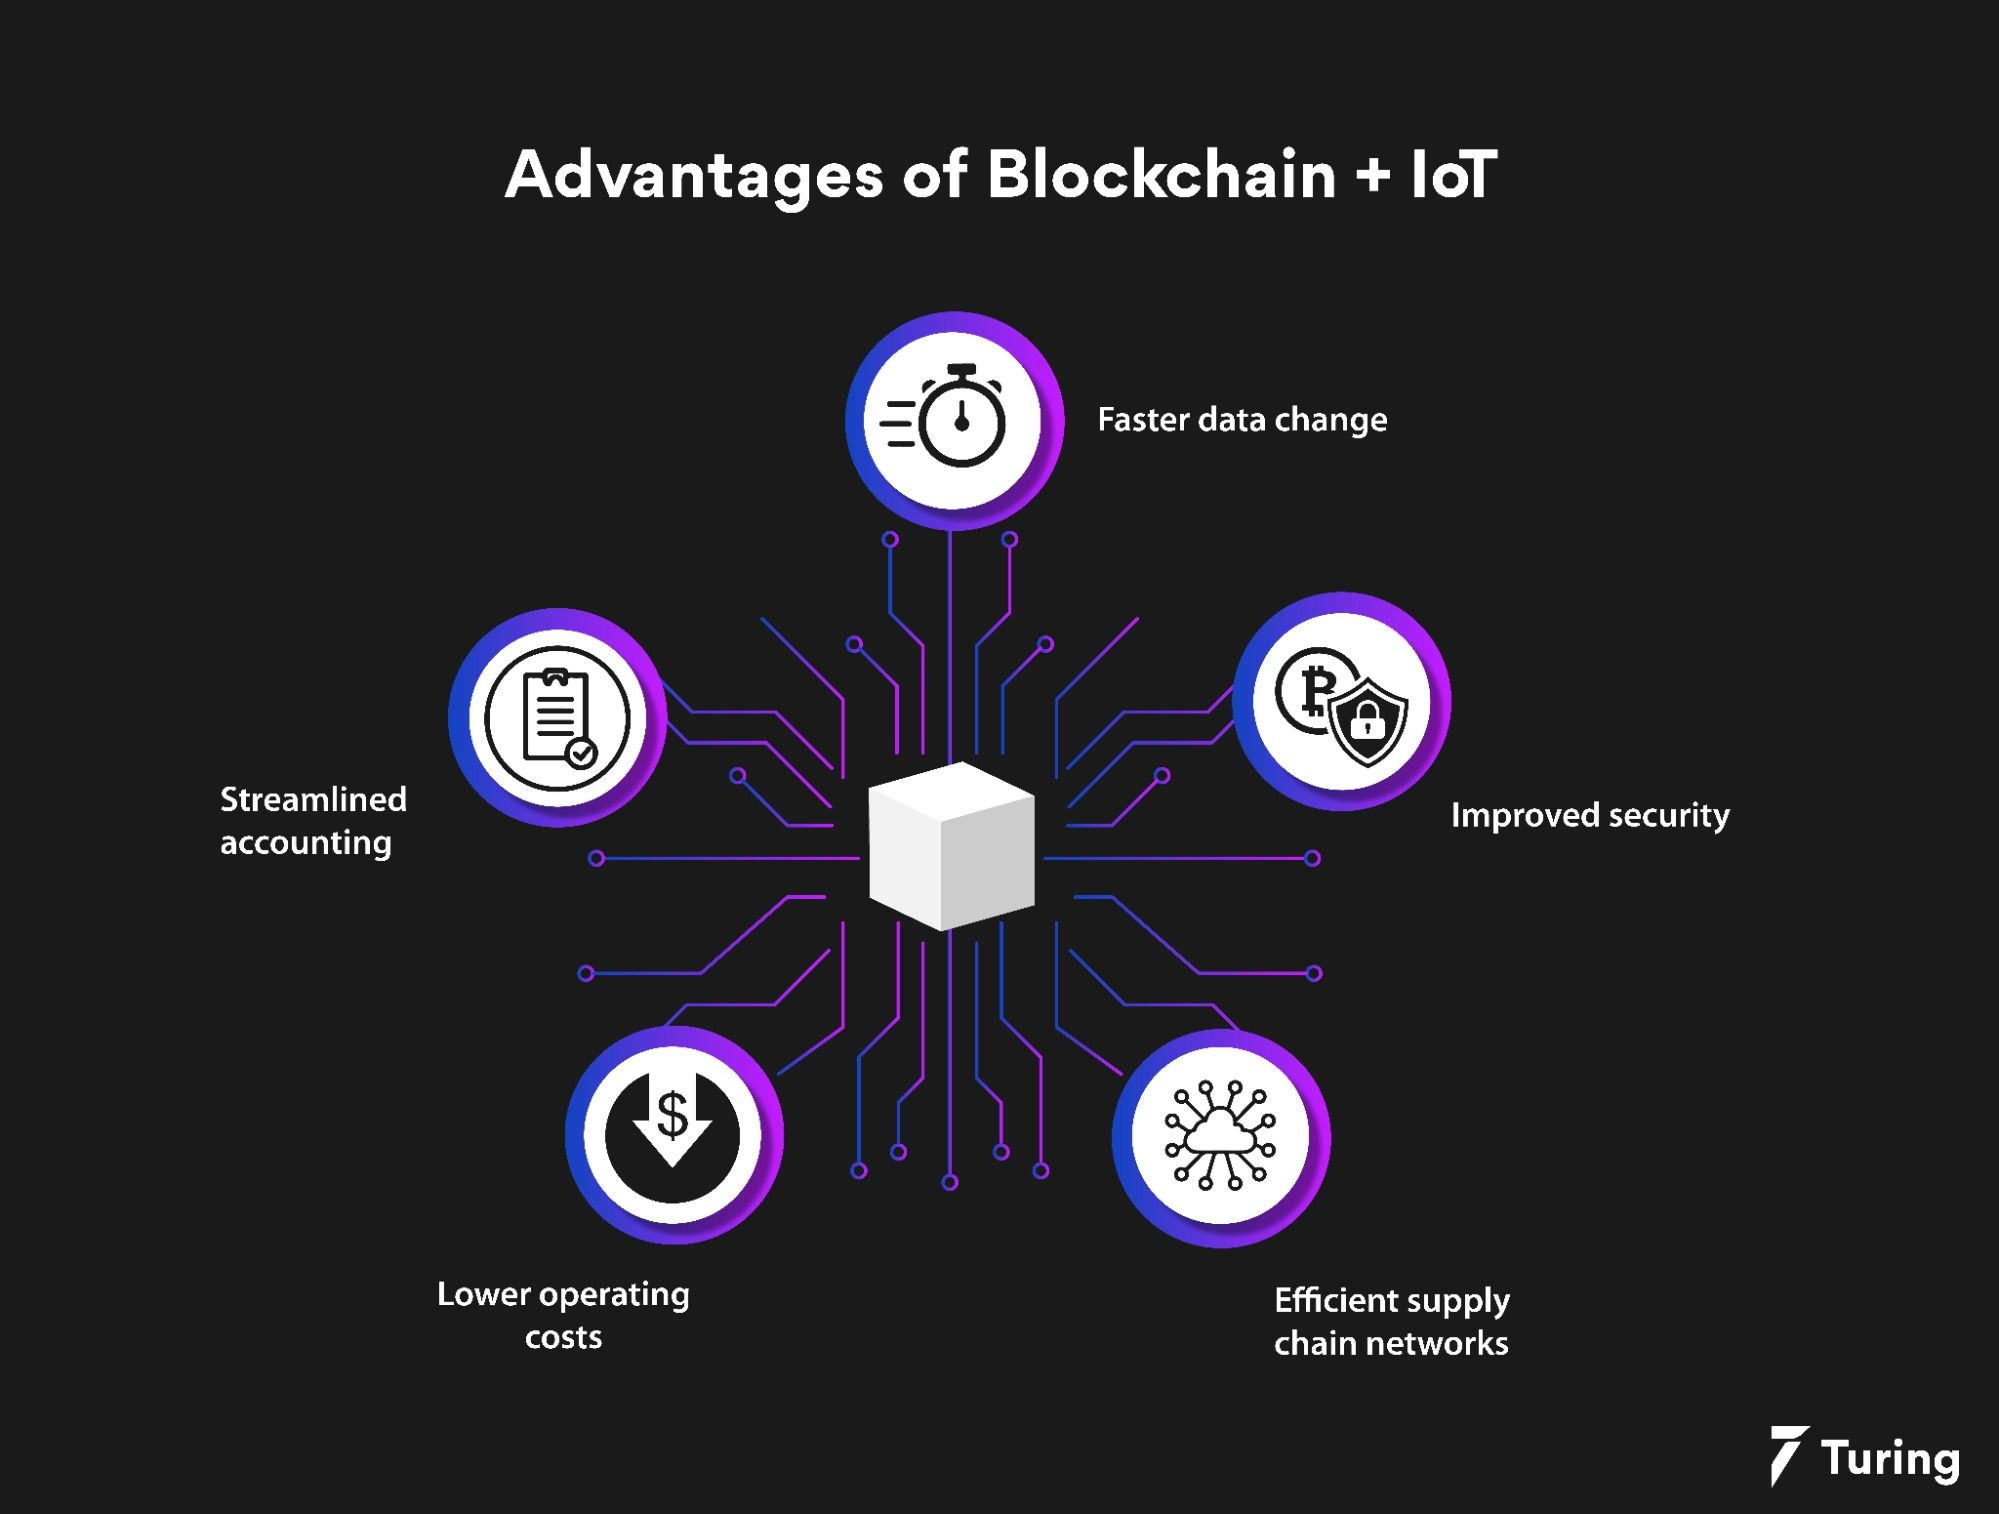 Advantages of Blockchain + IoT
Faster data change
Streamlined
accounting
Improved security
$
Lower operating
costs
Efficient supply
chain networks
Turing